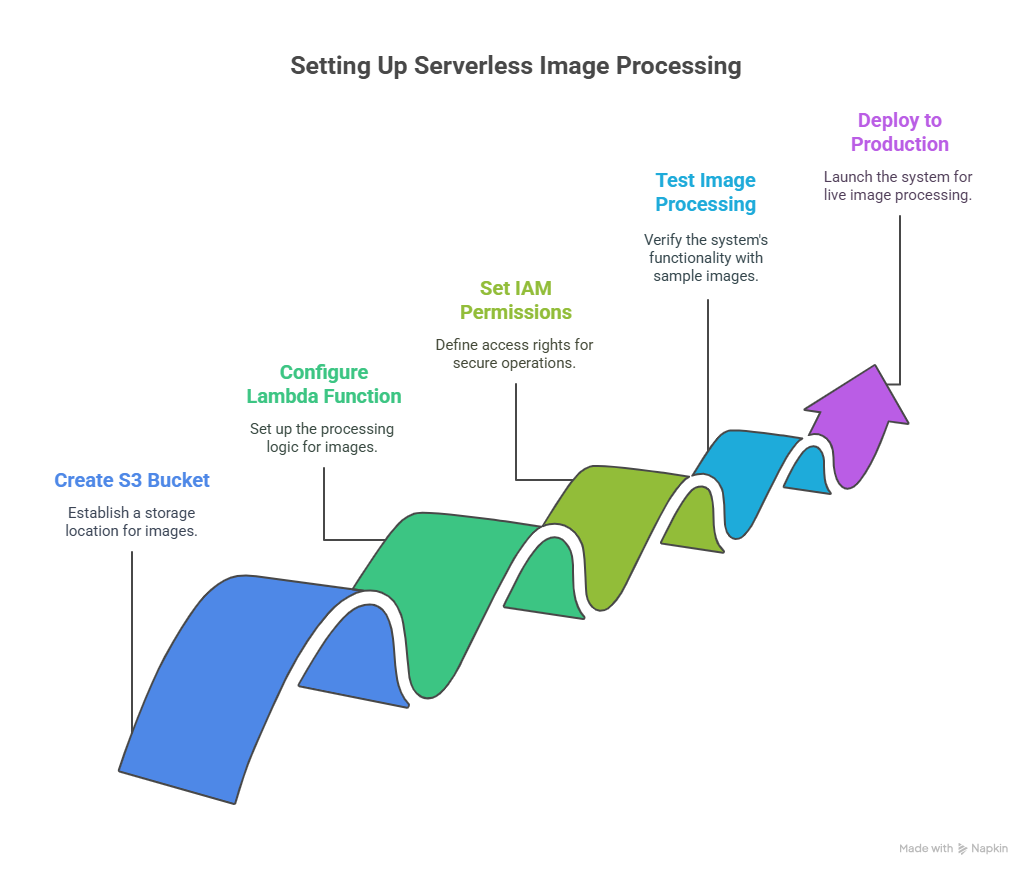 Setting Up Serverless Image Processing
Create S3 Bucket
Establish a storage
location for images.
Configure
Lambda Function
Set up the processing
logic for images.
Set IAM
Permissions
Define access rights for
secure operations.
Test Image
Processing
Verify the system's
functionality with
sample images.
Deploy to
Production
Launch the system for
live image processing.
Made with Napkin